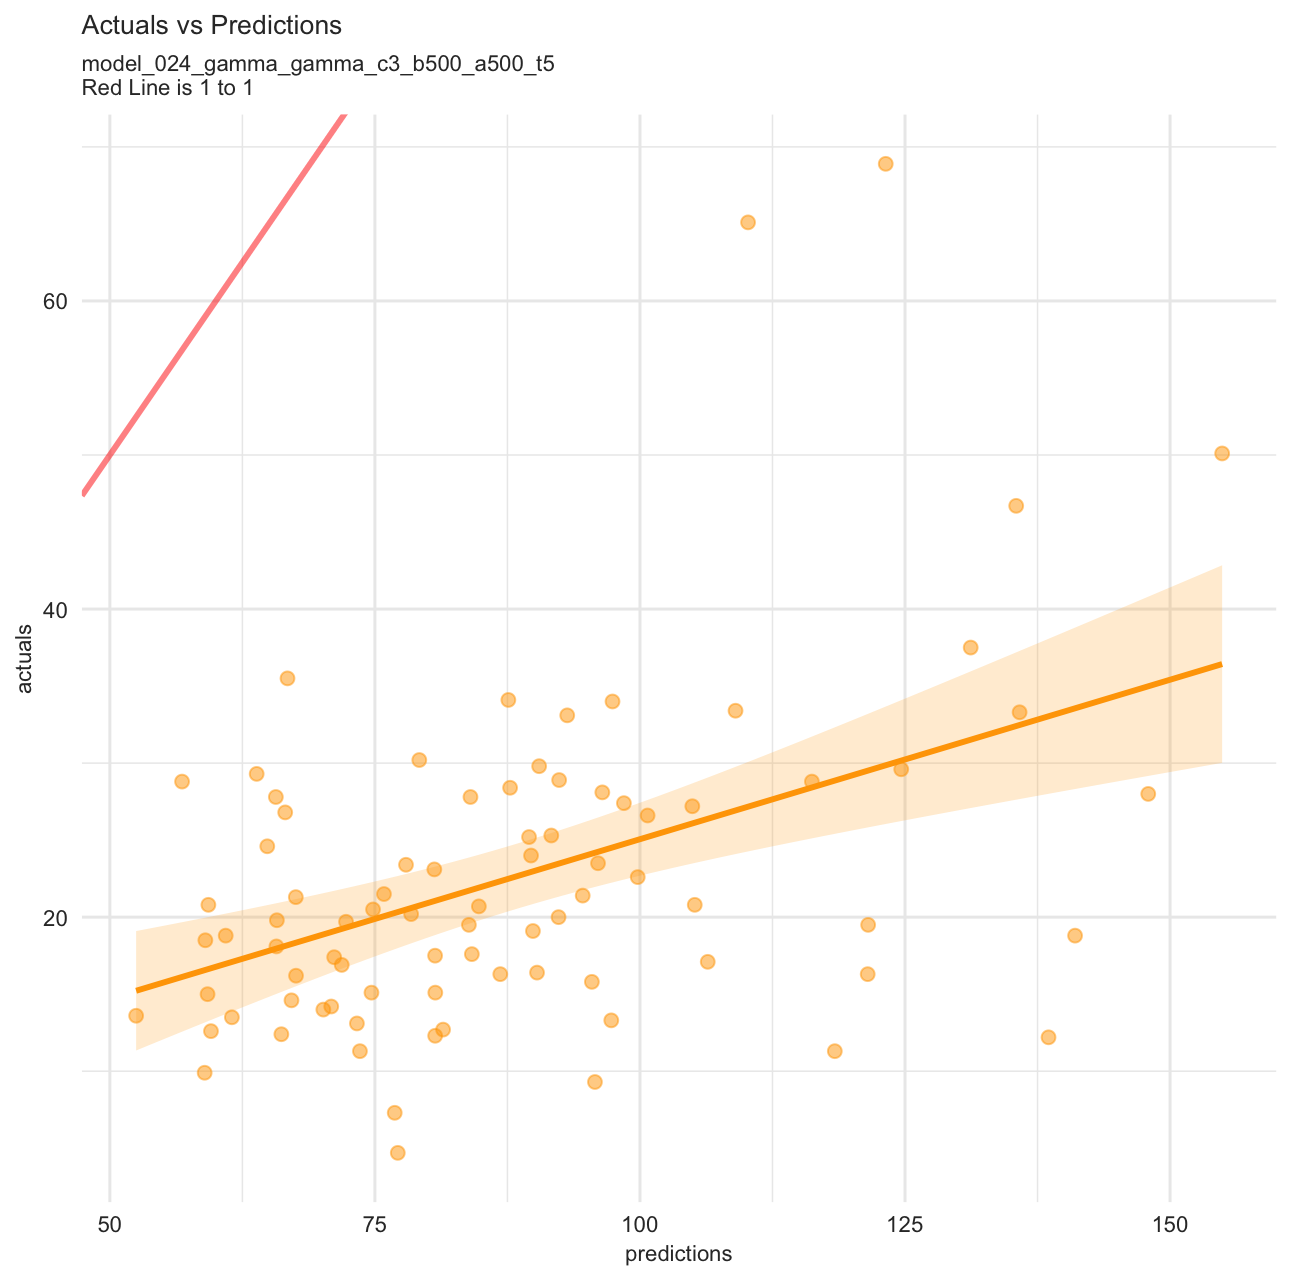 Actuals vs Predictions
model_024_gamma_gamma_c3_b500_a500_t5
Red Line is 1 to 1
60
40
20
actuals
50 75 100 125 150
predictions